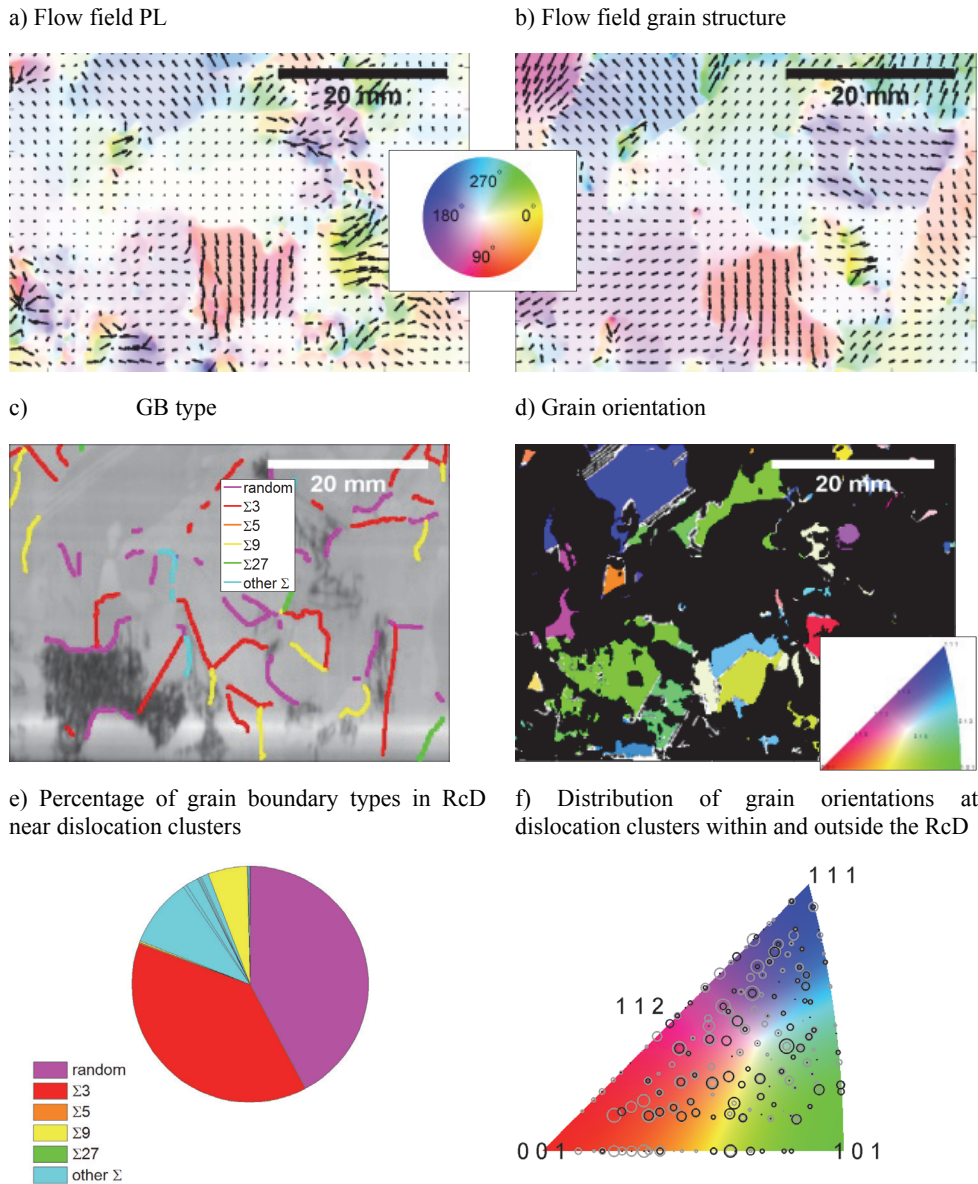 a) Flow field PL
b) Flow field grain structure
20 mm
20 mm
270°
180°
0°
90°
c) GB type
d) Grain orientation
20 mm
random
Σ3
Σ5
Σ9
Σ27
other Σ
20 mm
1 1 1
e) Percentage of grain boundary types in RcD
near dislocation clusters
f) Distribution of grain orientations at
dislocation clusters within and outside the RcD
random
Σ3
Σ5
Σ9
Σ27
other Σ
1 1 1
1 1 2
0 0 1
1 0 1